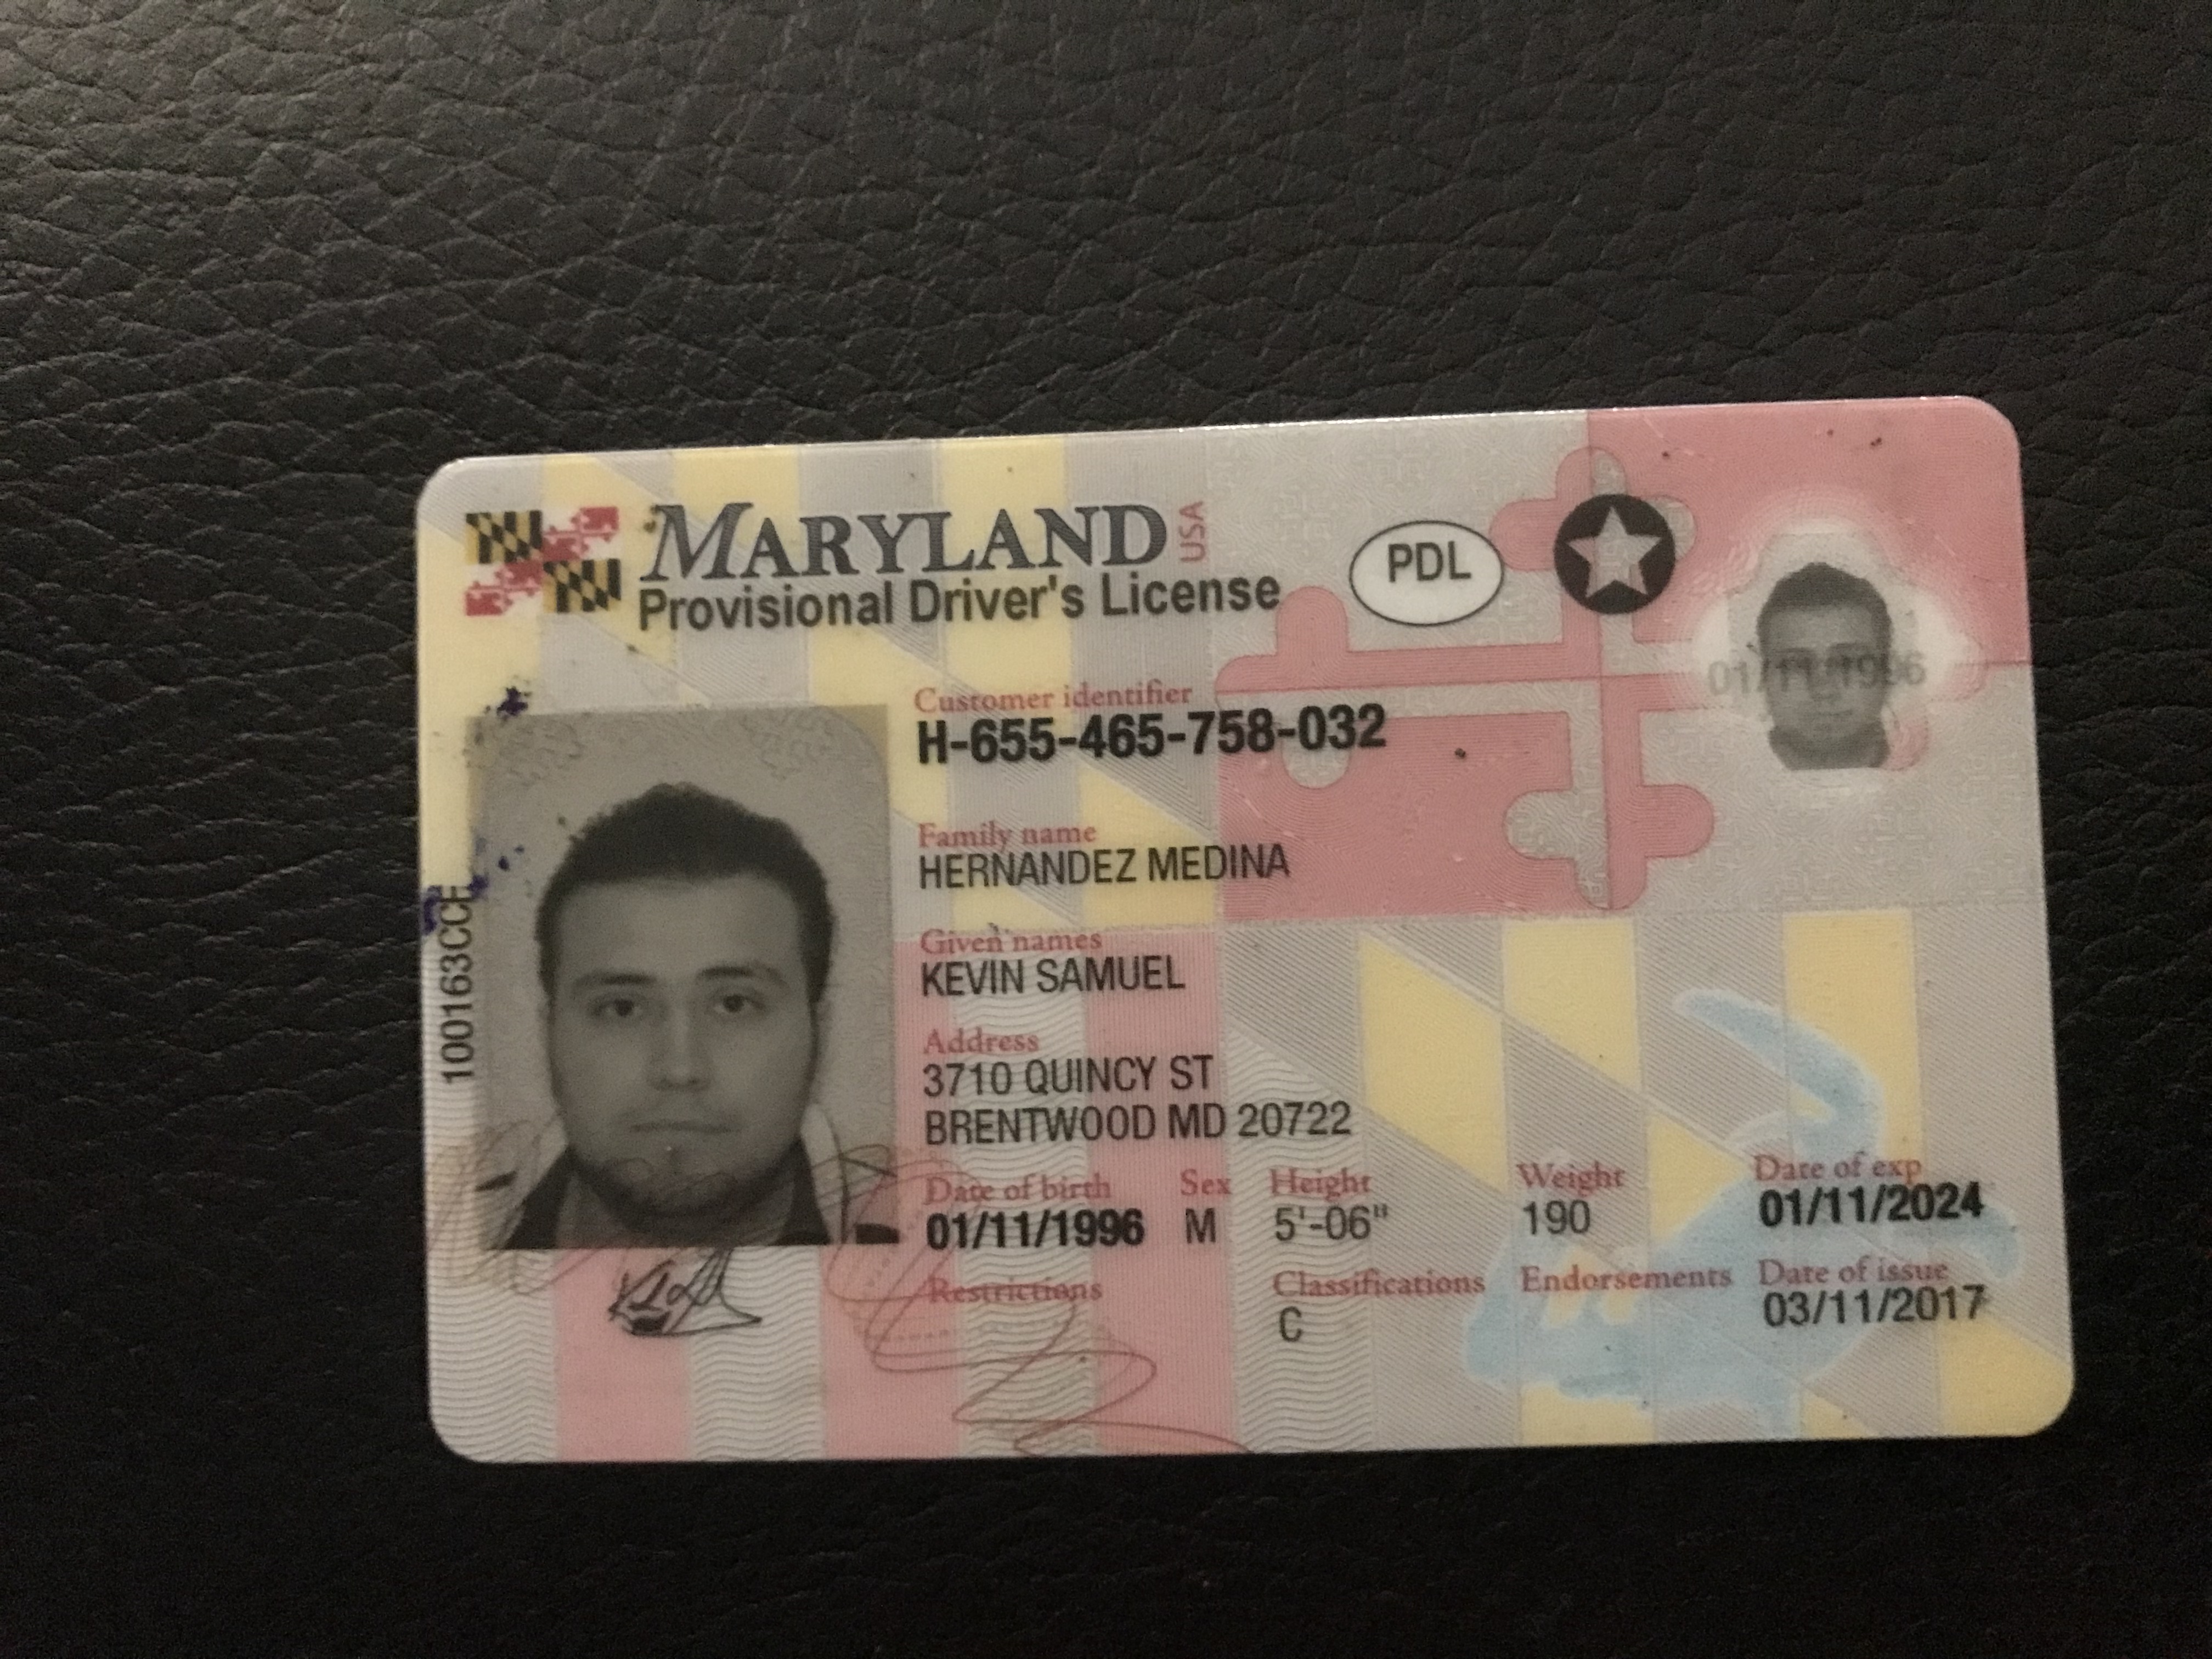 MARYLAND USA
Provisional Driver's License
PDL
Customer identifier
H-655-465-758-032
Family name
HERNANDEZ MEDINA
Given names
KEVIN SAMUEL
Address
3710 QUINCY ST
BRENTWOOD MD 20722
Date of birth Sex Height Weight Date of exp
01/11/1996 M 5'-06" 190 01/11/2024
Restrictions Classifications Endorsements Date of issue
C 03/11/2017